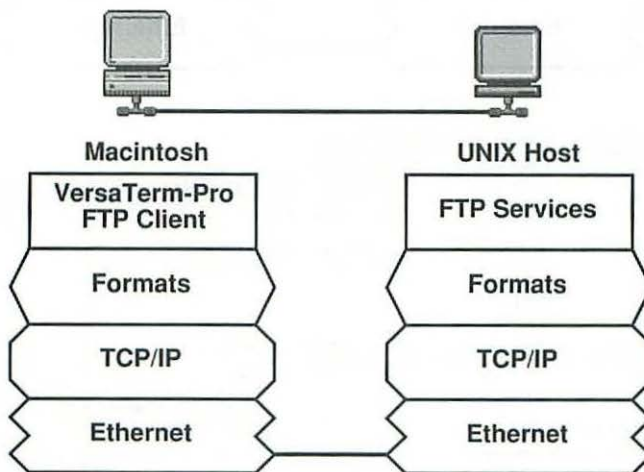 Macintosh
UNIX Host
VersaTerm-Pro
FTP Client
FTP Services
Formats
Formats
TCP/IP
TCP/IP
Ethernet
Ethernet